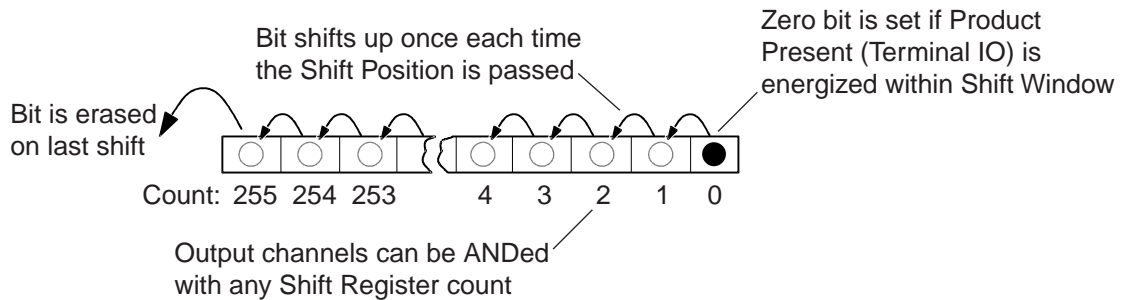 Bit shifts up once each time
the Shift Position is passed
Zero bit is set if Product
Present (Terminal IO) is
energized within Shift Window
Bit is erased
on last shift
Count: 255 254 253 4 3 2 1 0
Output channels can be ANDed
with any Shift Register count